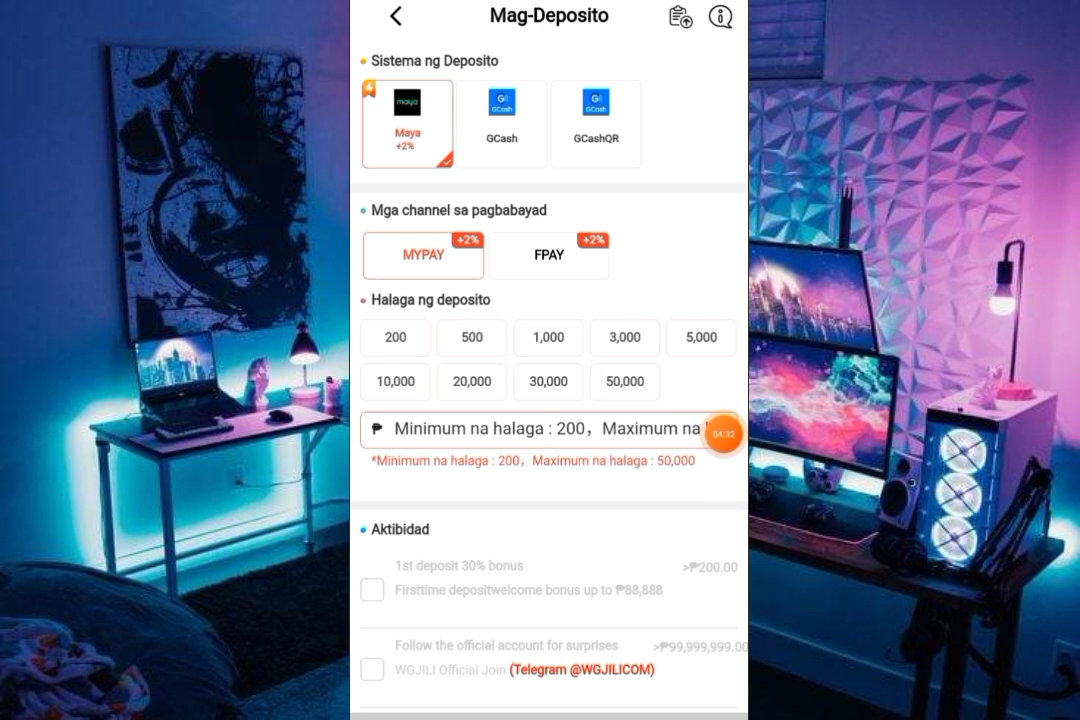 Mag-Deposito
Sistema ng Deposito
maya
Maya
+2%
GCash
GCash
GCash
GCashQR
Mga channel sa pagbabayad
MYPAY
+2%
FPAY
+2%
Halaga ng deposito
200 500 1,000 3,000 5,000
10,000 20,000 30,000 50,000
₱ Minimum na halaga : 200, Maximum na
04:32
*Minimum na halaga : 200, Maximum na halaga : 50,000
Aktibidad
1st deposit 30% bonus >₱200.00
Firsttime depositwelcome bonus up to ₱88,888
Follow the official account for surprises >₱99,999,999.00
WGJILI Official Join (Telegram @WGJILICOM)